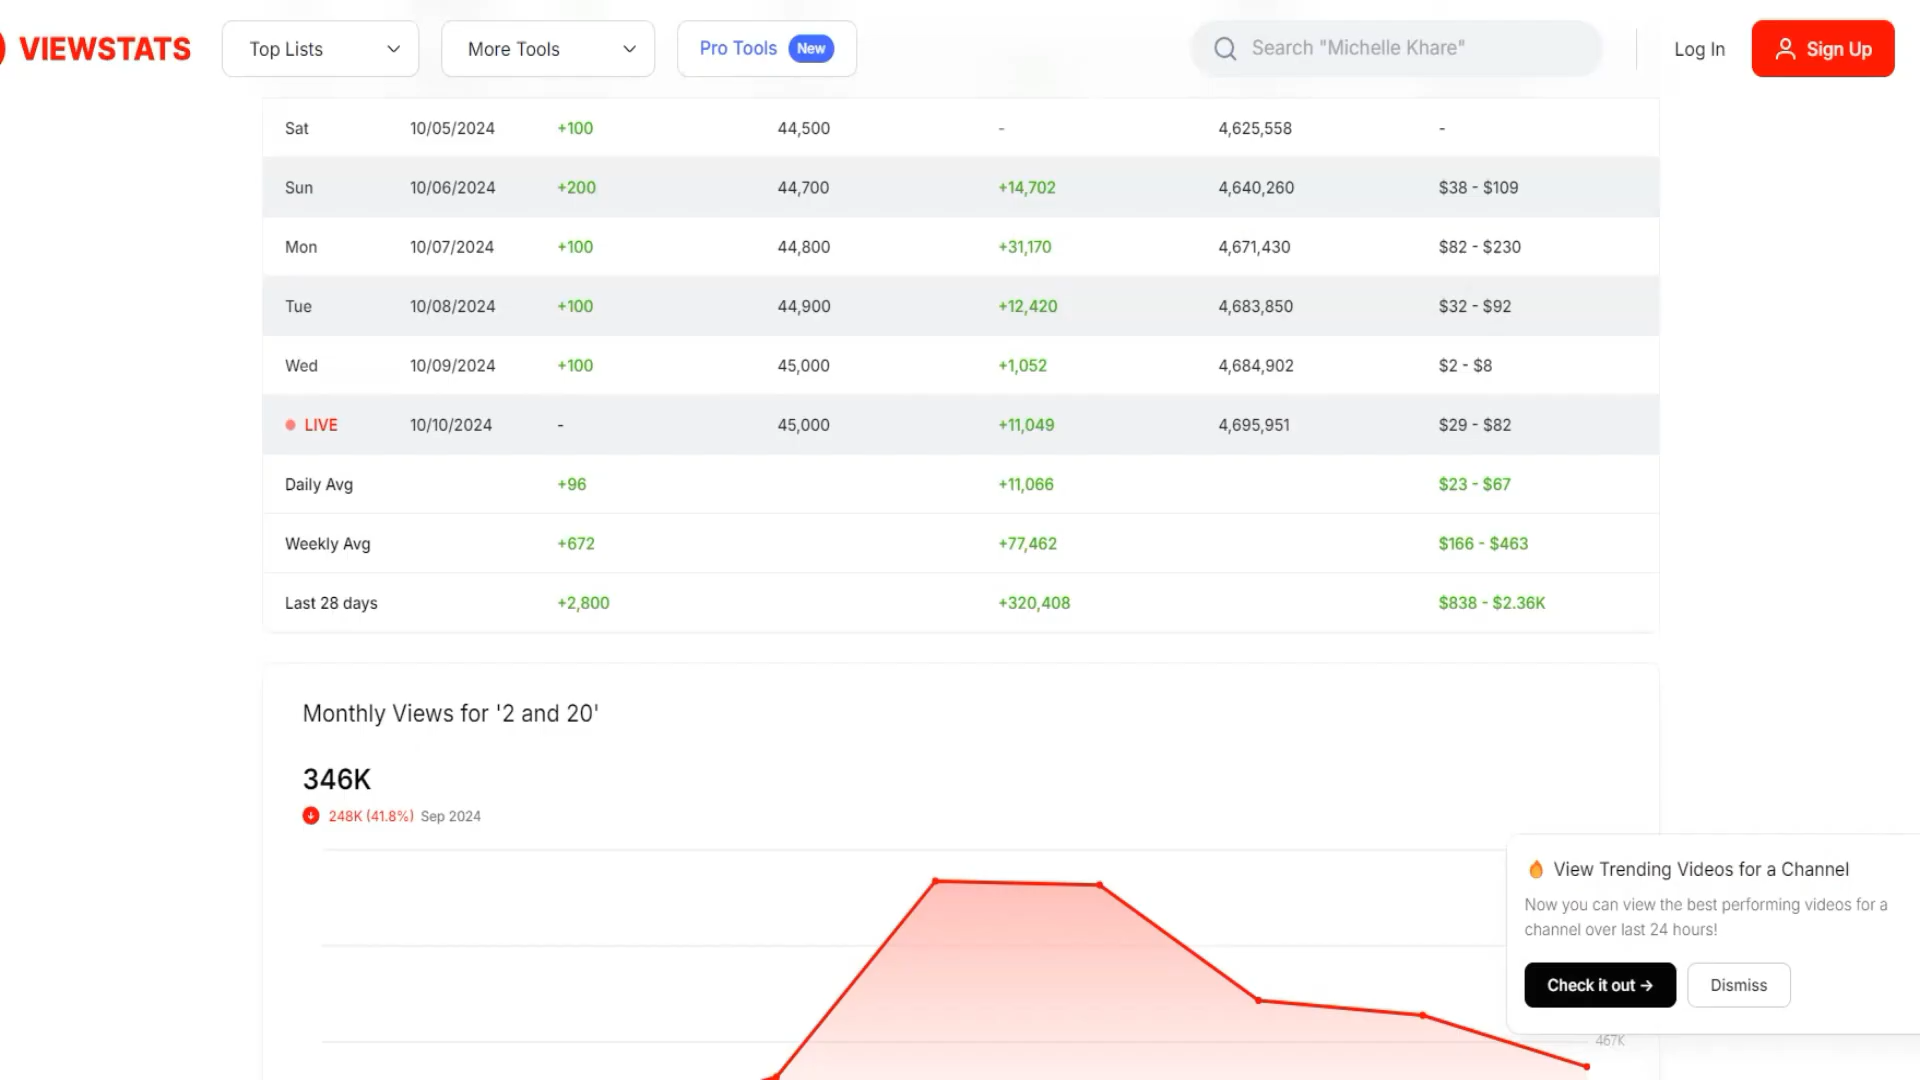 VIEWSTATS Top Lists More Tools Pro Tools New Search "Michelle Khare" Log In Sign Up
Sat 10/05/2024 +100 44,500 - 4,625,558 -
Sun 10/06/2024 +200 44,700 +14,702 4,640,260 $38 - $109
Mon 10/07/2024 +100 44,800 +31,170 4,671,430 $82 - $230
Tue 10/08/2024 +100 44,900 +12,420 4,683,850 $32 - $92
Wed 10/09/2024 +100 45,000 +1,052 4,684,902 $2 - $8
LIVE 10/10/2024 - 45,000 +11,049 4,695,951 $29 - $82
Daily Avg +96 +11,066 $23 - $67
Weekly Avg +672 +77,462 $166 - $463
Last 28 days +2,800 +320,408 $838 - $2.36K
Monthly Views for '2 and 20'
346K
248K (41.8%) Sep 2024
View Trending Videos for a Channel
Now you can view the best performing videos for a
channel over last 24 hours!
Check it out → Dismiss
467K